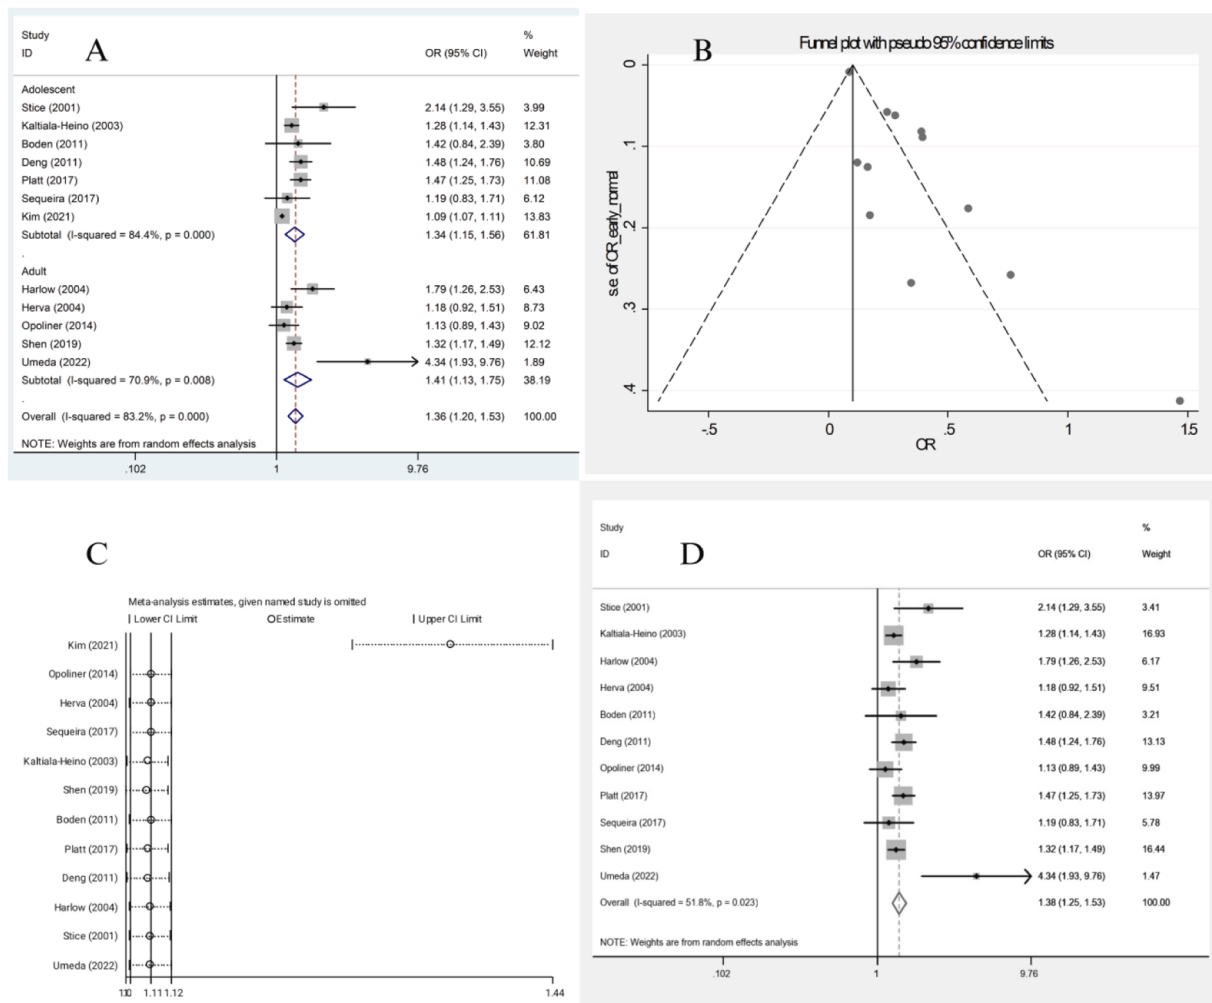 A
Study %
ID OR (95% CI) Weight
Adolescent
Stice (2001) 2.14 (1.29, 3.55) 3.99
Kaltiala-Heino (2003) 1.28 (1.14, 1.43) 12.31
Boden (2011) 1.42 (0.84, 2.39) 3.80
Deng (2011) 1.48 (1.24, 1.76) 10.69
Platt (2017) 1.47 (1.25, 1.73) 11.08
Sequeira (2017) 1.19 (0.83, 1.71) 6.12
Kim (2021) 1.09 (1.07, 1.11) 13.83
Subtotal (I-squared = 84.4%, p = 0.000) 1.34 (1.15, 1.56) 61.81
.
Adult
Harlow (2004) 1.79 (1.26, 2.53) 6.43
Herva (2004) 1.18 (0.92, 1.51) 8.73
Opoliner (2014) 1.13 (0.89, 1.43) 9.02
Shen (2019) 1.32 (1.17, 1.49) 12.12
Umeda (2022) 4.34 (1.93, 9.76) 1.89
Subtotal (I-squared = 70.9%, p = 0.008) 1.41 (1.13, 1.75) 38.19
.
Overall (I-squared = 83.2%, p = 0.000) 1.36 (1.20, 1.53) 100.00
NOTE: Weights are from random effects analysis
.102 1 9.76
B
Funnel plot with pseudo 95% confidence limits
s.e. of OR_early_normal
0
.1
.2
.3
.4
-.5 0 .5 1 1.5
OR
C
Meta-analysis estimates, given named study is omitted
Lower CI Limit Estimate Upper CI Limit
Kim (2021)
Opoliner (2014)
Herva (2004)
Sequeira (2017)
Kaltiala-Heino (2003)
Shen (2019)
Boden (2011)
Platt (2017)
Deng (2011)
Harlow (2004)
Stice (2001)
Umeda (2022)
1.11 1.12 1.44
D
Study %
ID OR (95% CI) Weight
Stice (2001) 2.14 (1.29, 3.55) 3.41
Kaltiala-Heino (2003) 1.28 (1.14, 1.43) 16.93
Harlow (2004) 1.79 (1.26, 2.53) 6.17
Herva (2004) 1.18 (0.92, 1.51) 9.51
Boden (2011) 1.42 (0.84, 2.39) 3.21
Deng (2011) 1.48 (1.24, 1.76) 13.13
Opoliner (2014) 1.13 (0.89, 1.43) 9.99
Platt (2017) 1.47 (1.25, 1.73) 13.97
Sequeira (2017) 1.19 (0.83, 1.71) 5.78
Shen (2019) 1.32 (1.17, 1.49) 16.44
Umeda (2022) 4.34 (1.93, 9.76) 1.47
Overall (I-squared = 51.8%, p = 0.023) 1.38 (1.25, 1.53) 100.00
NOTE: Weights are from random effects analysis
.102 1 9.76